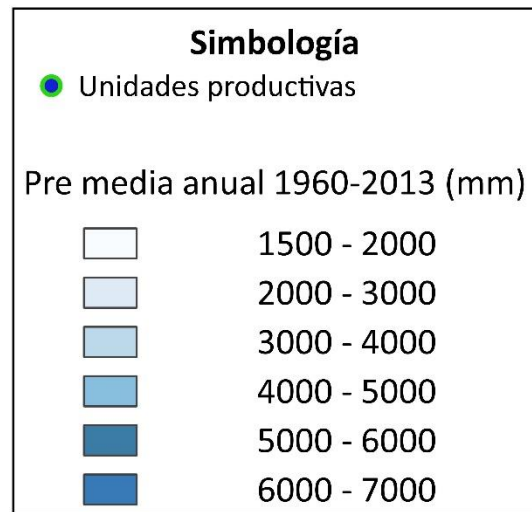 Simbología
Unidades productivas
Pre media anual 1960-2013 (mm)
1500 - 2000
2000 - 3000
3000 - 4000
4000 - 5000
5000 - 6000
6000 - 7000